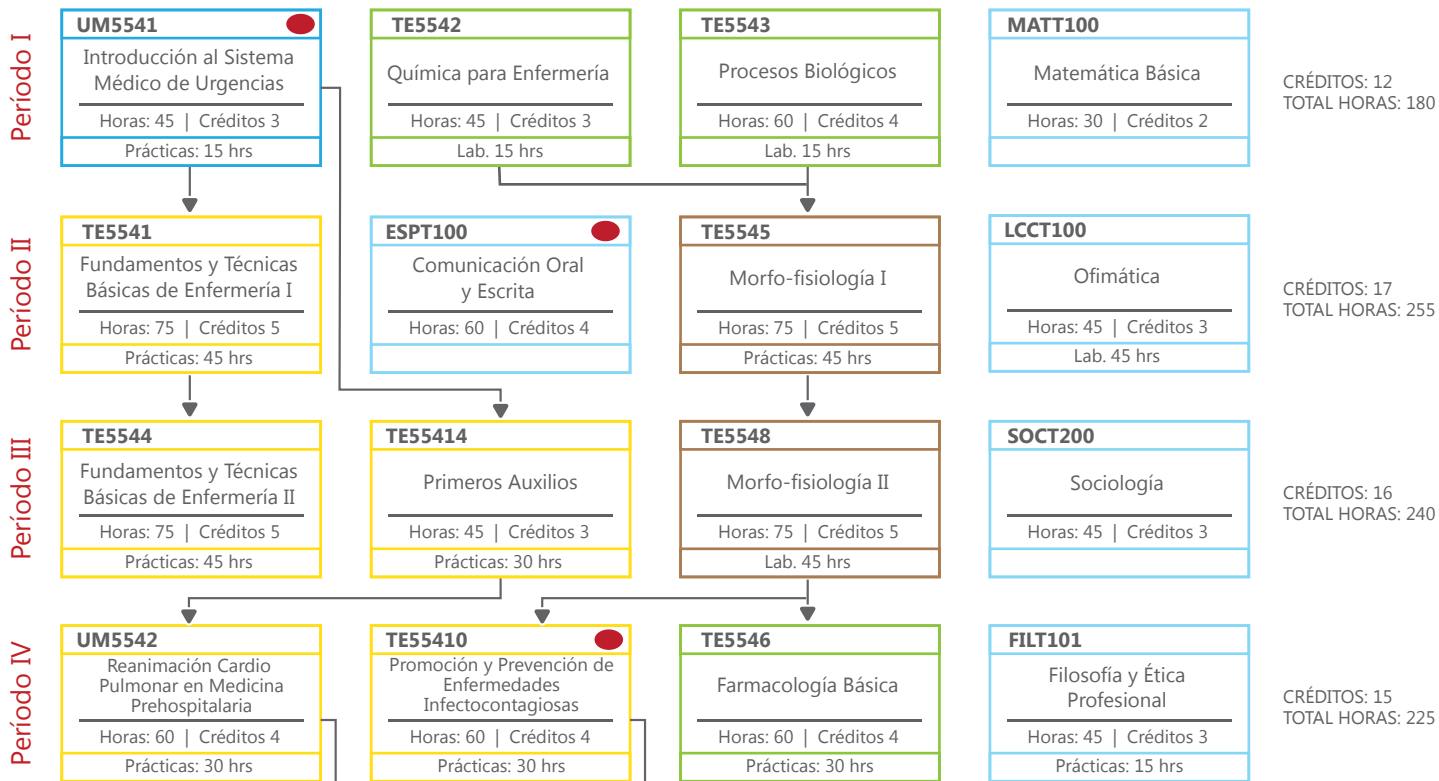 Período I
UM5541
Introducción al Sistema
Médico de Urgencias
Horas: 45 | Créditos 3
Prácticas: 15 hrs
TE5542
Química para Enfermería
Horas: 45 | Créditos 3
Lab. 15 hrs
TE5543
Procesos Biológicos
Horas: 60 | Créditos 4
Lab. 15 hrs
MATT100
Matemática Básica
Horas: 30 | Créditos 2
CRÉDITOS: 12
TOTAL HORAS: 180
Período II
TE5541
Fundamentos y Técnicas
Básicas de Enfermería I
Horas: 75 | Créditos 5
Prácticas: 45 hrs
ESPT100
Comunicación Oral
y Escrita
Horas: 60 | Créditos 4
TE5545
Morfo-fisiología I
Horas: 75 | Créditos 5
Prácticas: 45 hrs
LCCT100
Ofimática
Horas: 45 | Créditos 3
Lab. 45 hrs
CRÉDITOS: 17
TOTAL HORAS: 255
Período III
TE5544
Fundamentos y Técnicas
Básicas de Enfermería II
Horas: 75 | Créditos 5
Prácticas: 45 hrs
TE55414
Primeros Auxilios
Horas: 45 | Créditos 3
Prácticas: 30 hrs
TE5548
Morfo-fisiología II
Horas: 75 | Créditos 5
Lab. 45 hrs
SOCT200
Sociología
Horas: 45 | Créditos 3
CRÉDITOS: 16
TOTAL HORAS: 240
Período IV
UM5542
Reanimación Cardio
Pulmonar en Medicina
Prehospitalaria
Horas: 60 | Créditos 4
Prácticas: 30 hrs
TE55410
Promoción y Prevención de
Enfermedades
Infectocontagiosas
Horas: 60 | Créditos 4
Prácticas: 30 hrs
TE5546
Farmacología Básica
Horas: 60 | Créditos 4
Prácticas: 30 hrs
FILT101
Filosofía y Ética
Profesional
Horas: 45 | Créditos 3
Prácticas: 15 hrs
CRÉDITOS: 15
TOTAL HORAS: 225